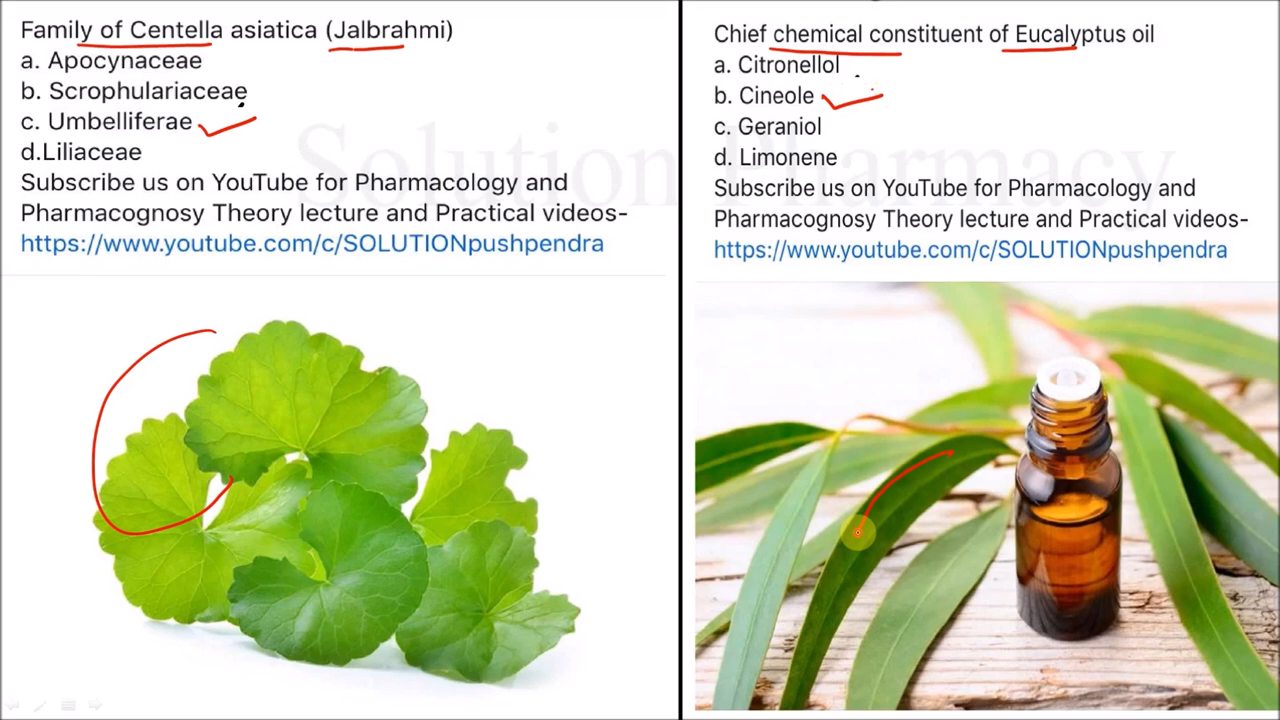 Family of Centella asiatica (Jalbrahmi)
a. Apocynaceae
b. Scrophulariaceae
c. Umbelliferae
d.Liliaceae
Subscribe us on YouTube for Pharmacology and
Pharmacognosy Theory lecture and Practical videos-
https://www.youtube.com/c/SOLUTIONpushpendra
Chief chemical constituent of Eucalyptus oil
a. Citronellol
b. Cineole
c. Geraniol
d. Limonene
Subscribe us on YouTube for Pharmacology and
Pharmacognosy Theory lecture and Practical videos-
https://www.youtube.com/c/SOLUTIONpushpendra
Solution Pharmacy